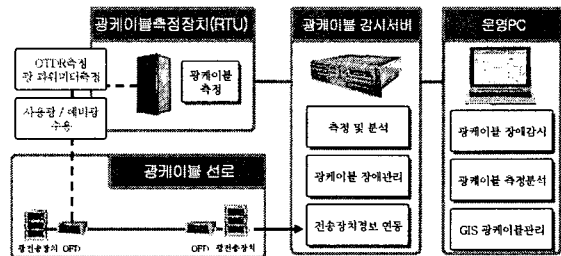 광케이블측정장치(RTU)
광케이블 감시서버
운영PC
OTDR측정
광 파워미터측정
사용광 / 예비광
수용
광케이블
측정
측정 및 분석
광케이블 장애관리
전송장치정보 연동
광케이블 장애감시
광케이블 측정분석
GIS 광케이블관리
광케이블 선로
광전송장치 OFD
OFD 광전송장치